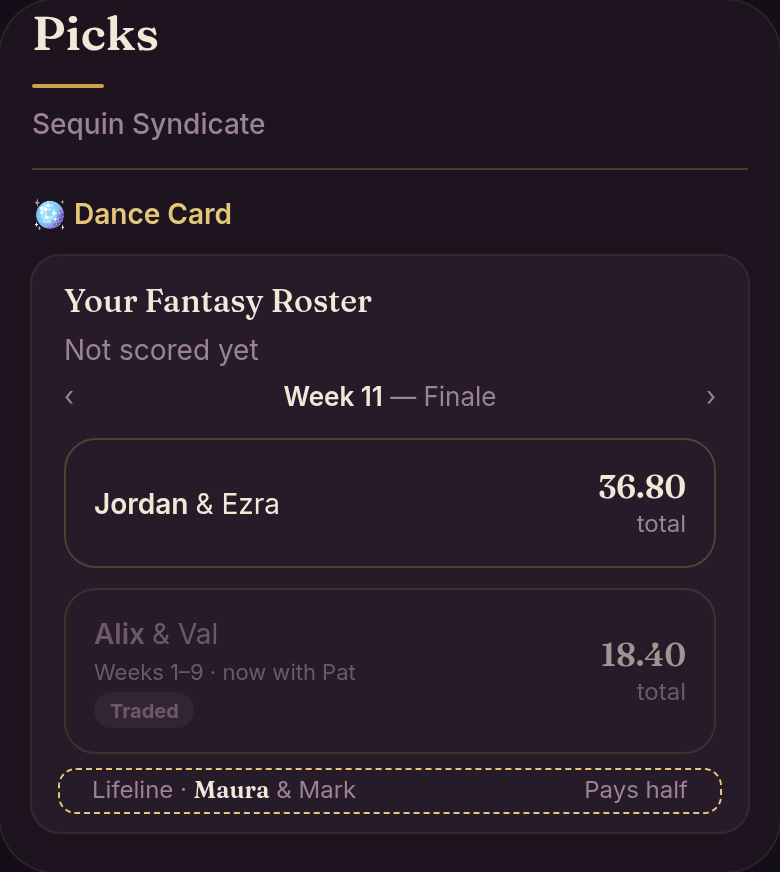 Picks
Sequin Syndicate
Dance Card
Your Fantasy Roster
Not scored yet
‹ Week 11 — Finale ›
Jordan & Ezra
36.80
total
Alix & Val
Weeks 1–9 · now with Pat
Traded
18.40
total
Lifeline · Maura & Mark Pays half